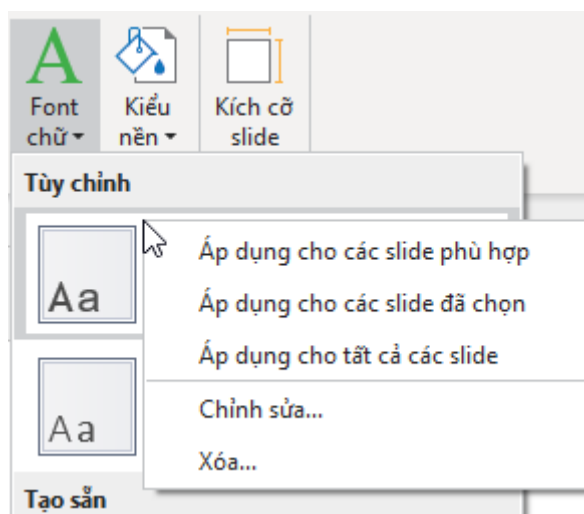 A
Font
chữ
Kiểu
nền
Kích cỡ
slide
Tùy chỉnh
Aa
Áp dụng cho các slide phù hợp
Áp dụng cho các slide đã chọn
Áp dụng cho tất cả các slide
Chỉnh sửa...
Aa
Xóa...
Tạo sẵn